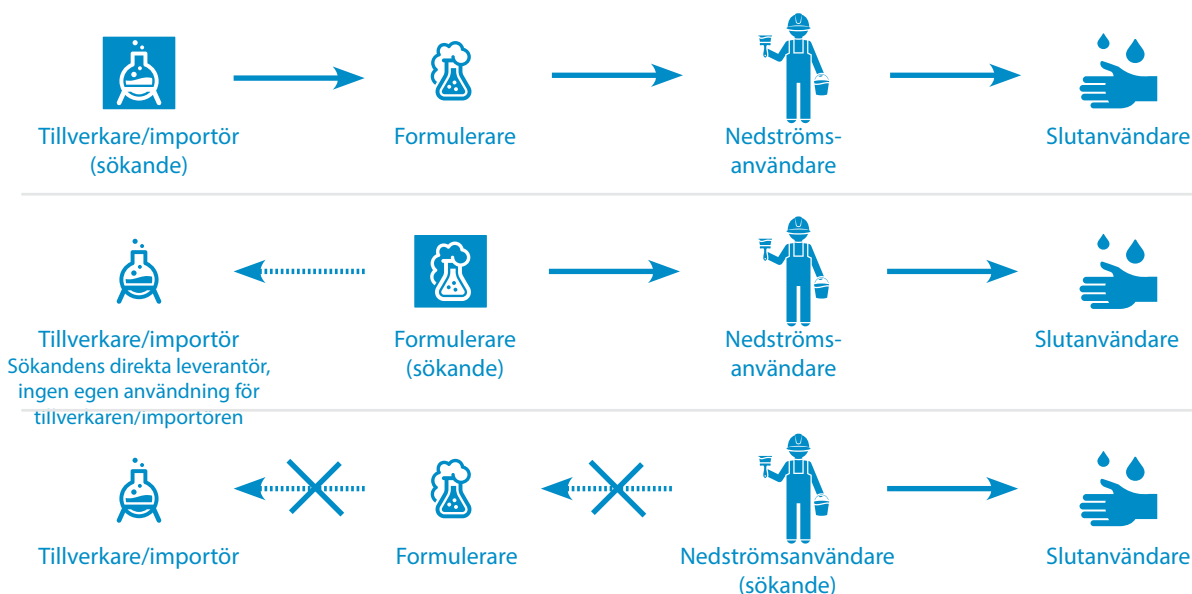 Tillverkare/importör
(sökande)
Formulerare
Nedströms-
användare
Slutanvändare
Tillverkare/importör
Sökandens direkta leverantör,
ingen egen användning för
tillverkaren/importören
Formulerare
(sökande)
Nedströms-
användare
Slutanvändare
Tillverkare/importör
Formulerare
Nedströmsanvändare
(sökande)
Slutanvändare